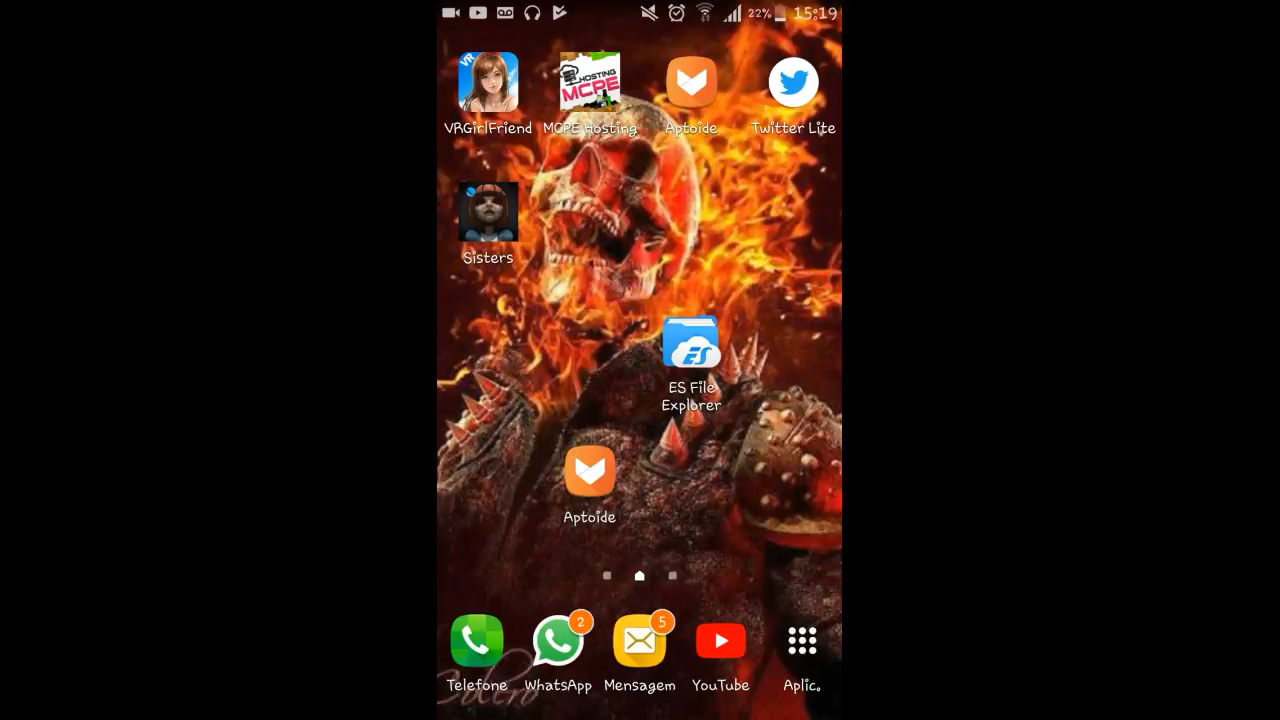 22% 15:19
VR
HOSTING
MCPE
VRGirlFriend MCPE Hosting Aptoide Twitter Lite
Sisters
ES
ES File
Explorer
Aptoide
2 5
Telefone WhatsApp Mensagem YouTube Aplic.